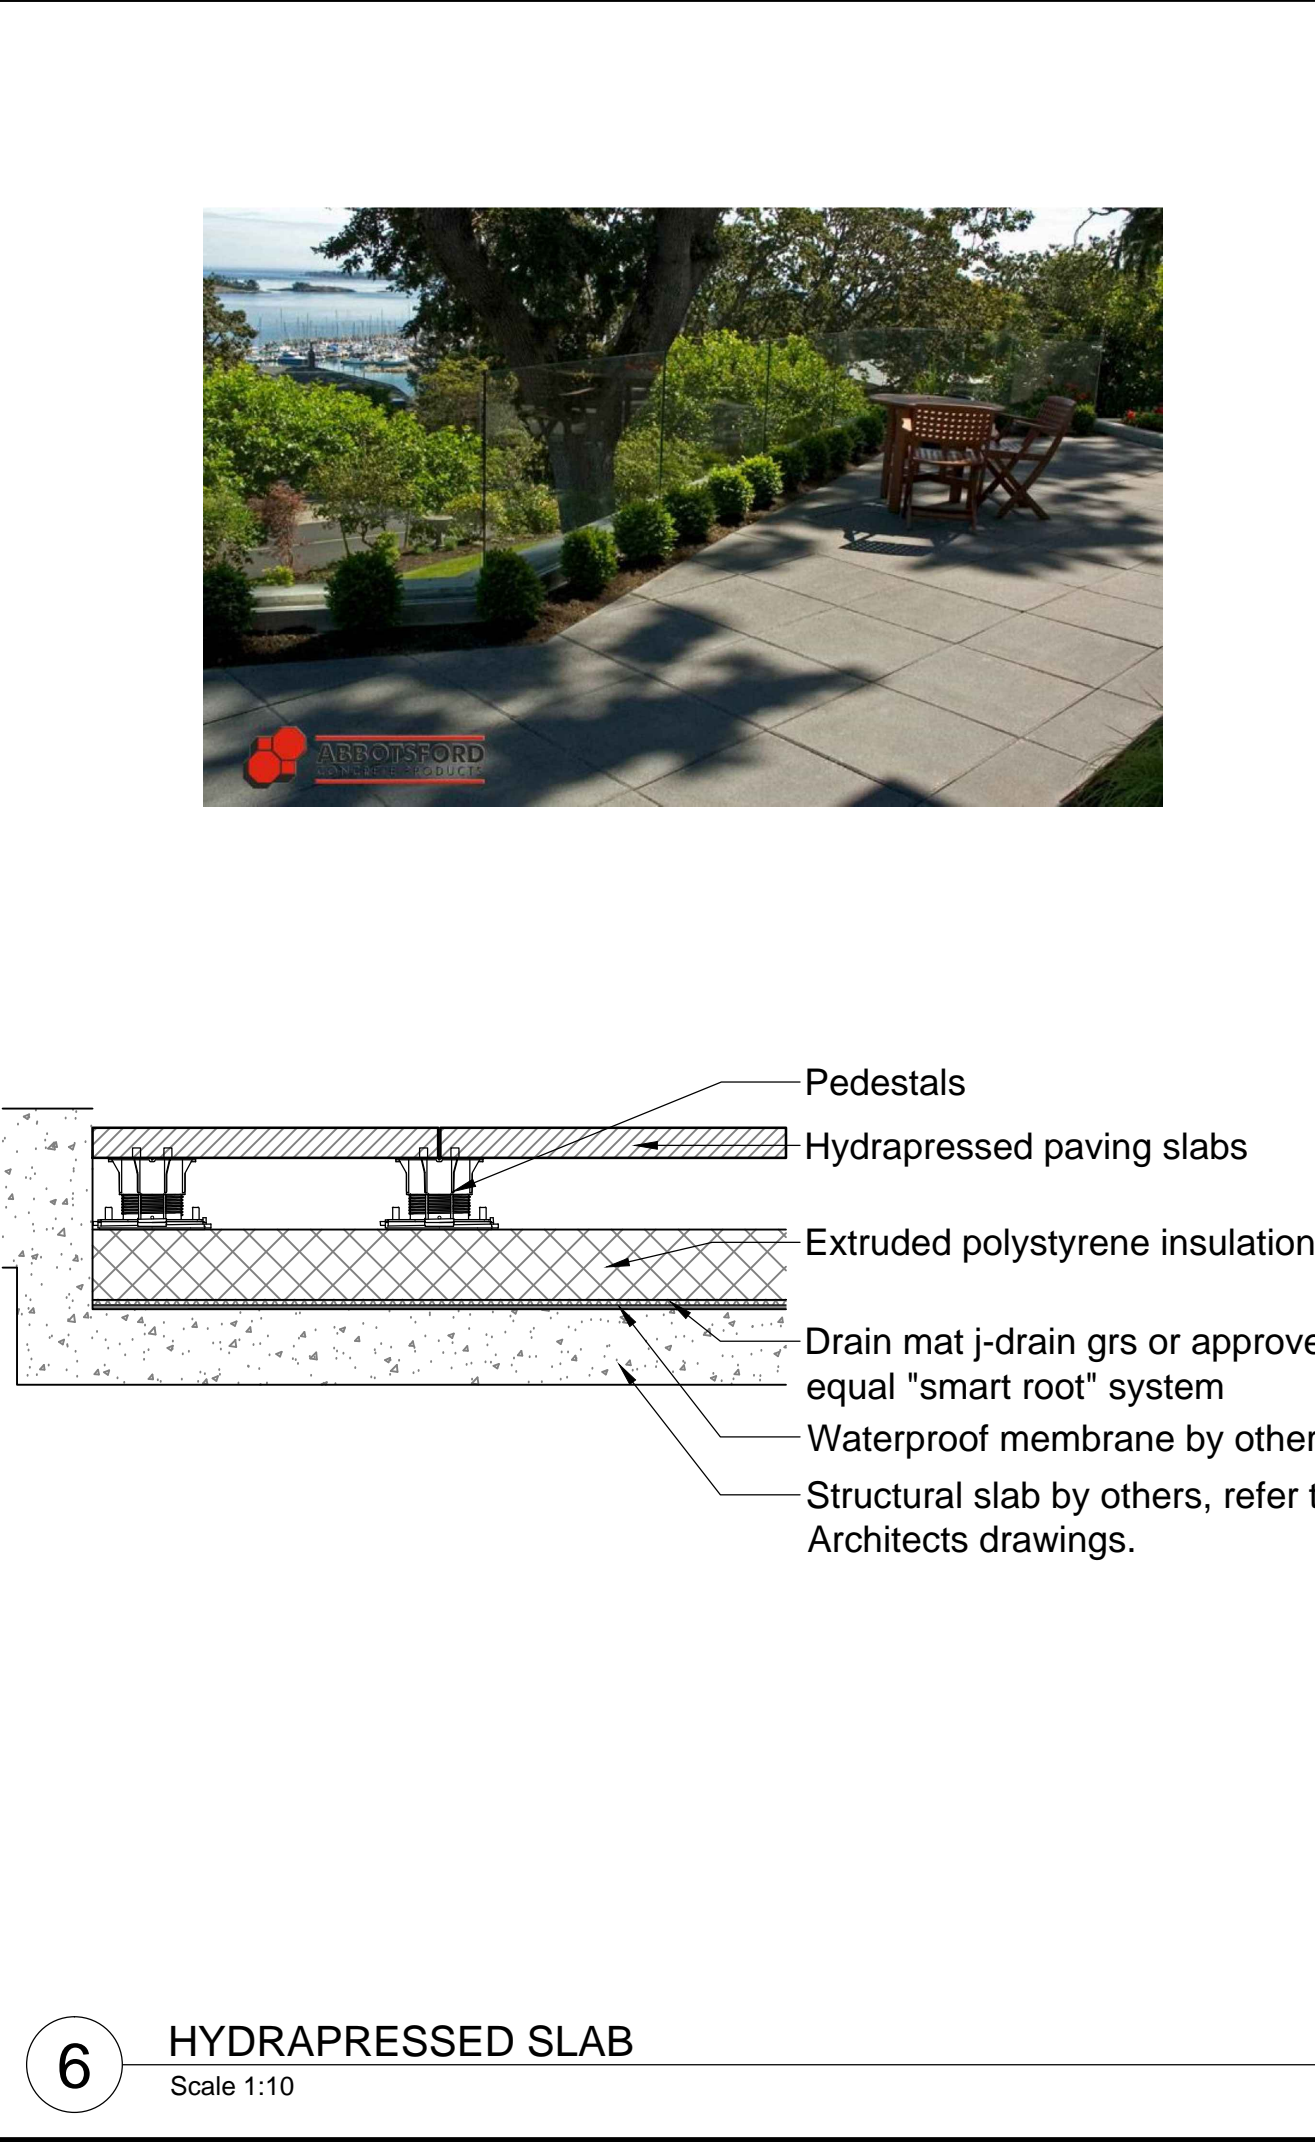 ABBOTSFORD
CONCRETE PRODUCTS
Pedestals
Hydrapressed paving slabs
Extruded polystyrene insulation
Drain mat j-drain grs or approve
equal "smart root" system
Waterproof membrane by other
Structural slab by others, refer t
Architects drawings.
6
HYDRAPRESSED SLAB
Scale 1:10